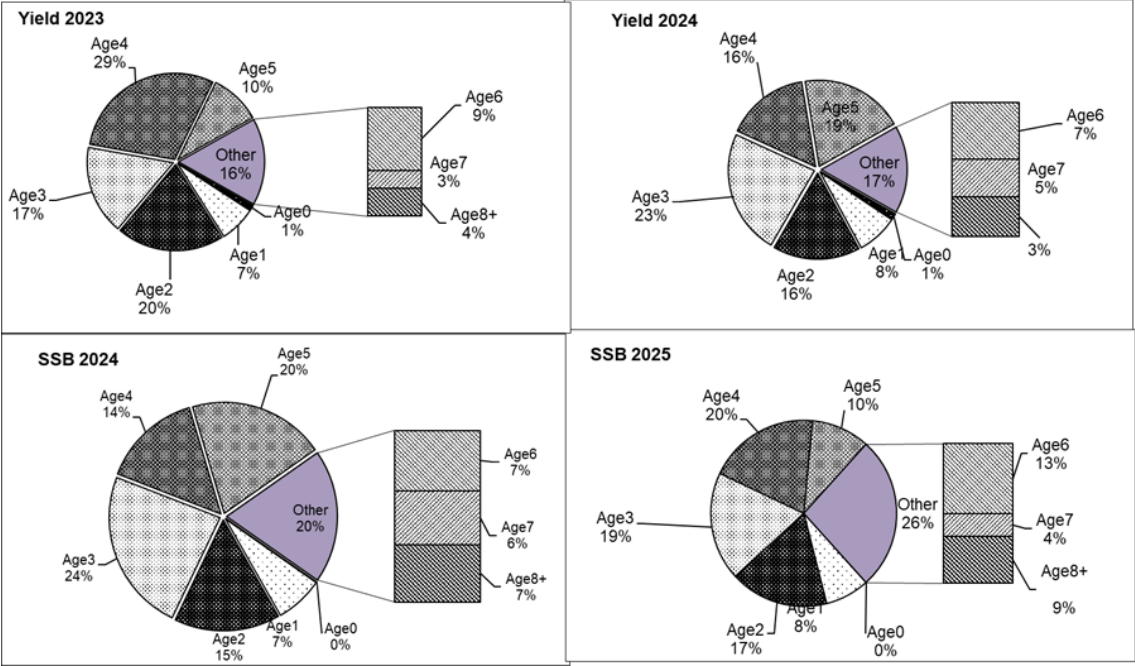 Yield 2023
Age4
29%
Age5
10%
Other
16%
Age6
9%
Age7
3%
Age8+
4%
Age3
17%
Age0
1%
Age1
7%
Age2
20%
Yield 2024
Age4
16%
Age5
19%
Other
17%
Age6
7%
Age7
5%
3%
Age3
23%
Age1
8%
Age0
1%
Age2
16%
SSB 2024
Age5
20%
Age4
14%
Age6
7%
Other
20%
Age7
6%
Age3
24%
Age8+
7%
Age1
7%
Age0
0%
Age2
15%
SSB 2025
Age5
10%
Age4
20%
Age6
13%
Other
26%
Age3
19%
Age7
4%
Age8+
9%
Age1
8%
Age2
17%
Age0
0%